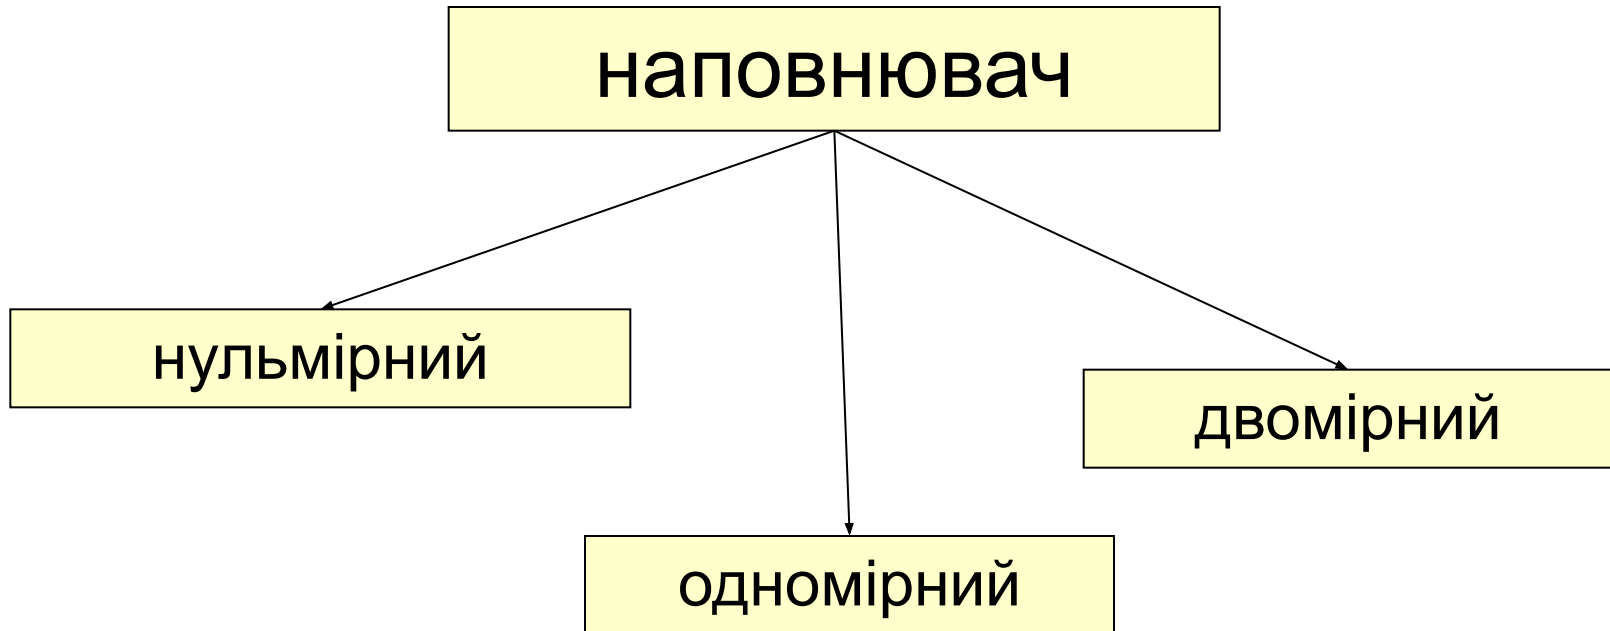 наповнювач
нульмірний
двомірний
одномірний